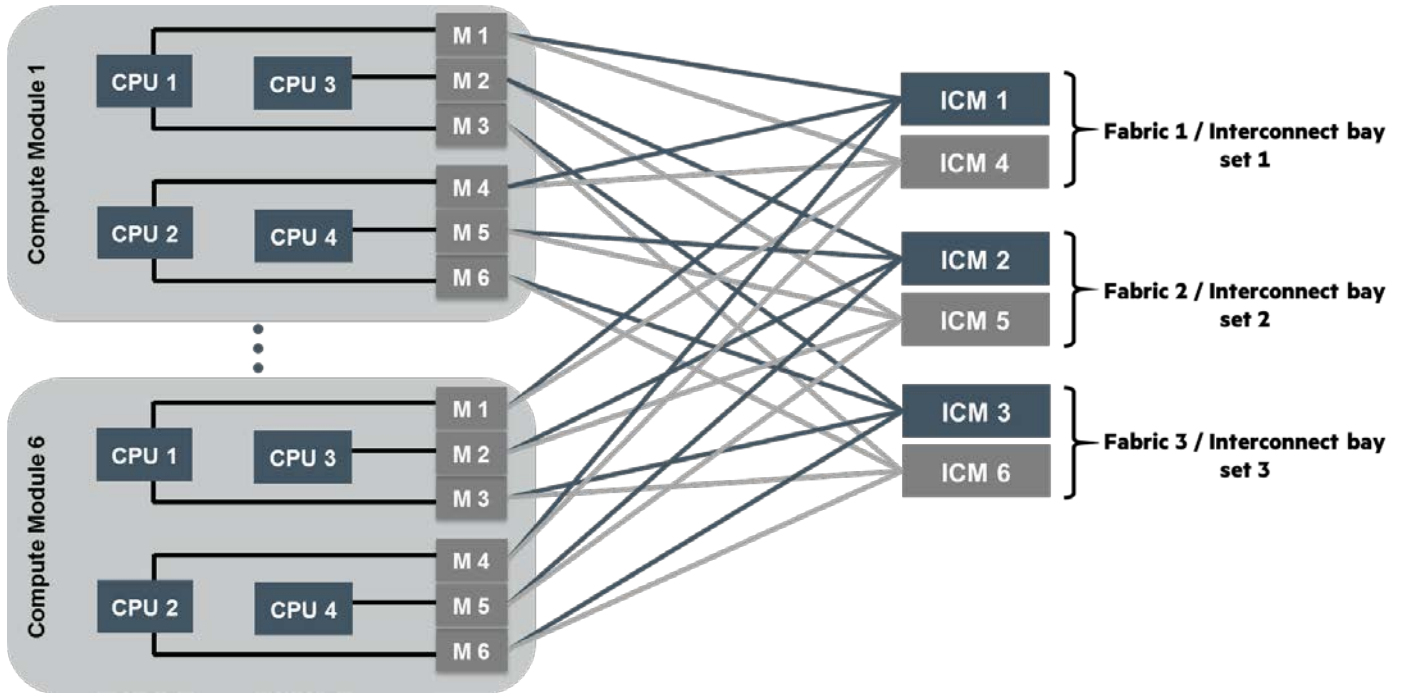 Compute Module 1
CPU 1
CPU 3
M 1
M 2
M 3
CPU 2
CPU 4
M 4
M 5
M 6
Compute Module 6
CPU 1
CPU 3
M 1
M 2
M 3
CPU 2
CPU 4
M 4
M 5
M 6
ICM 1
ICM 4
Fabric 1 / Interconnect bay
set 1
ICM 2
ICM 5
Fabric 2 / Interconnect bay
set 2
ICM 3
ICM 6
Fabric 3 / Interconnect bay
set 3